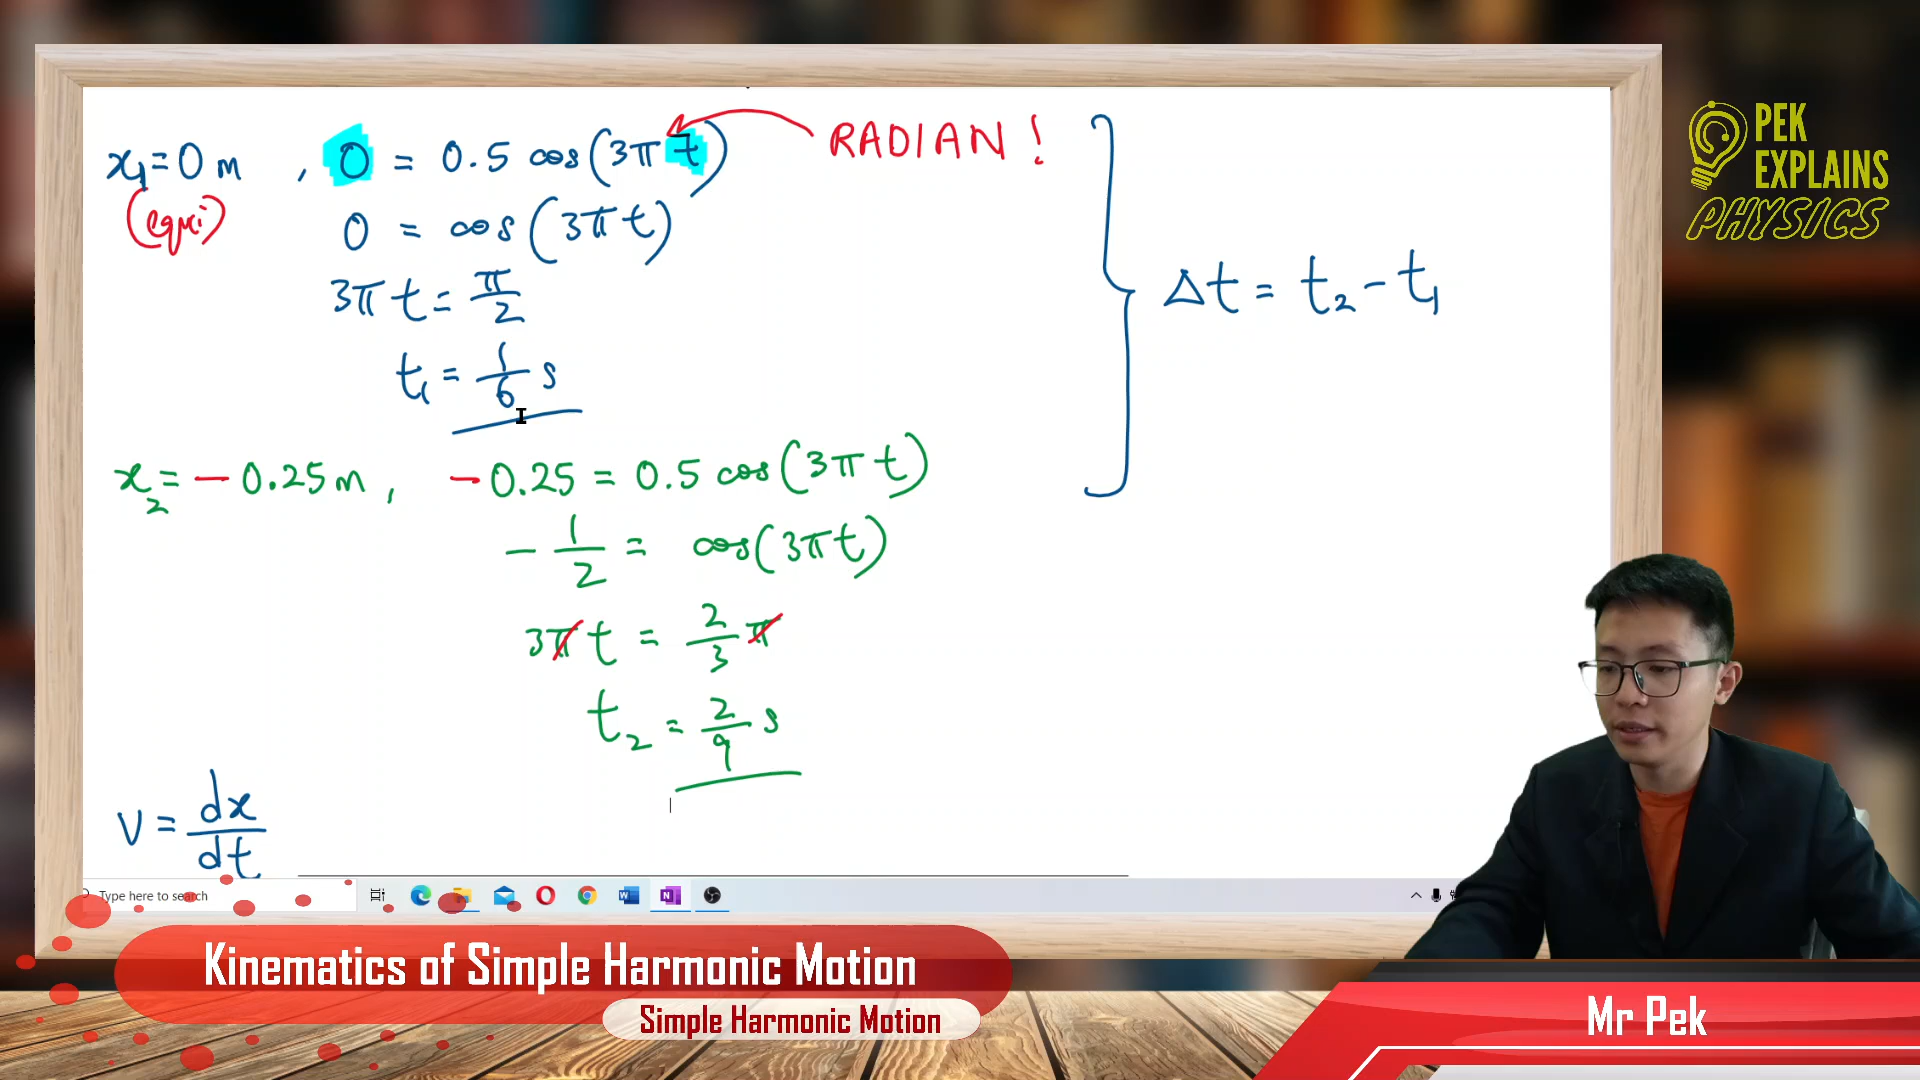 x₁ = 0 m , 0 = 0.5 cos(3π t) RADIAN !
(equi)
0 = cos(3π t)
3π t = π/2
t₁ = 1/6 s
Δt = t₂ - t₁
x₂ = - 0.25 m , - 0.25 = 0.5 cos(3π t)
- 1/2 = cos(3π t)
3π t = 2/3 π
t₂ = 2/9 s
v = dx/dt
Type here to search
PEK
EXPLAINS
PHYSICS
Kinematics of Simple Harmonic Motion
Simple Harmonic Motion
Mr Pek